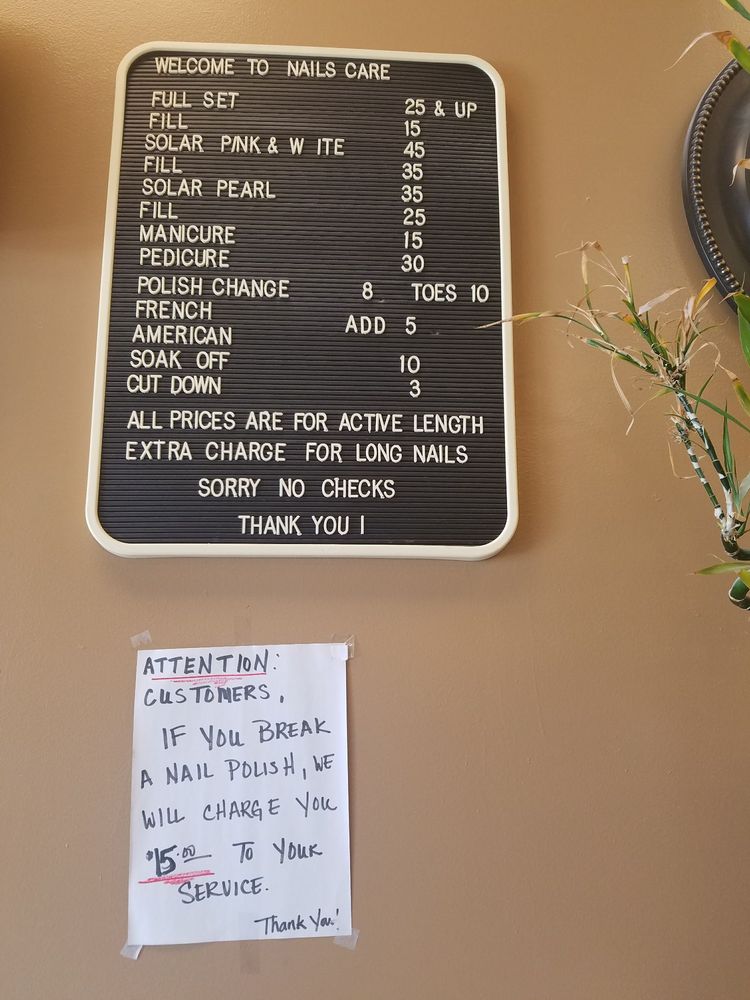 WELCOME TO NAILS CARE
FULL SET 25 & UP
FILL 15
SOLAR P/NK & W ITE 45
FILL 35
SOLAR PEARL 35
FILL 25
MANICURE 15
PEDICURE 30
POLISH CHANGE 8 TOES 10
FRENCH
AMERICAN ADD 5
SOAK OFF 10
CUT DOWN 3
ALL PRICES ARE FOR ACTIVE LENGTH
EXTRA CHARGE FOR LONG NAILS
SORRY NO CHECKS
THANK YOU I
ATTENTION:
CUSTOMERS,
IF YOU BREAK
A NAIL POLISH, WE
WILL CHARGE YOU
$15.00 TO YOUR
SERVICE.
Thank You!